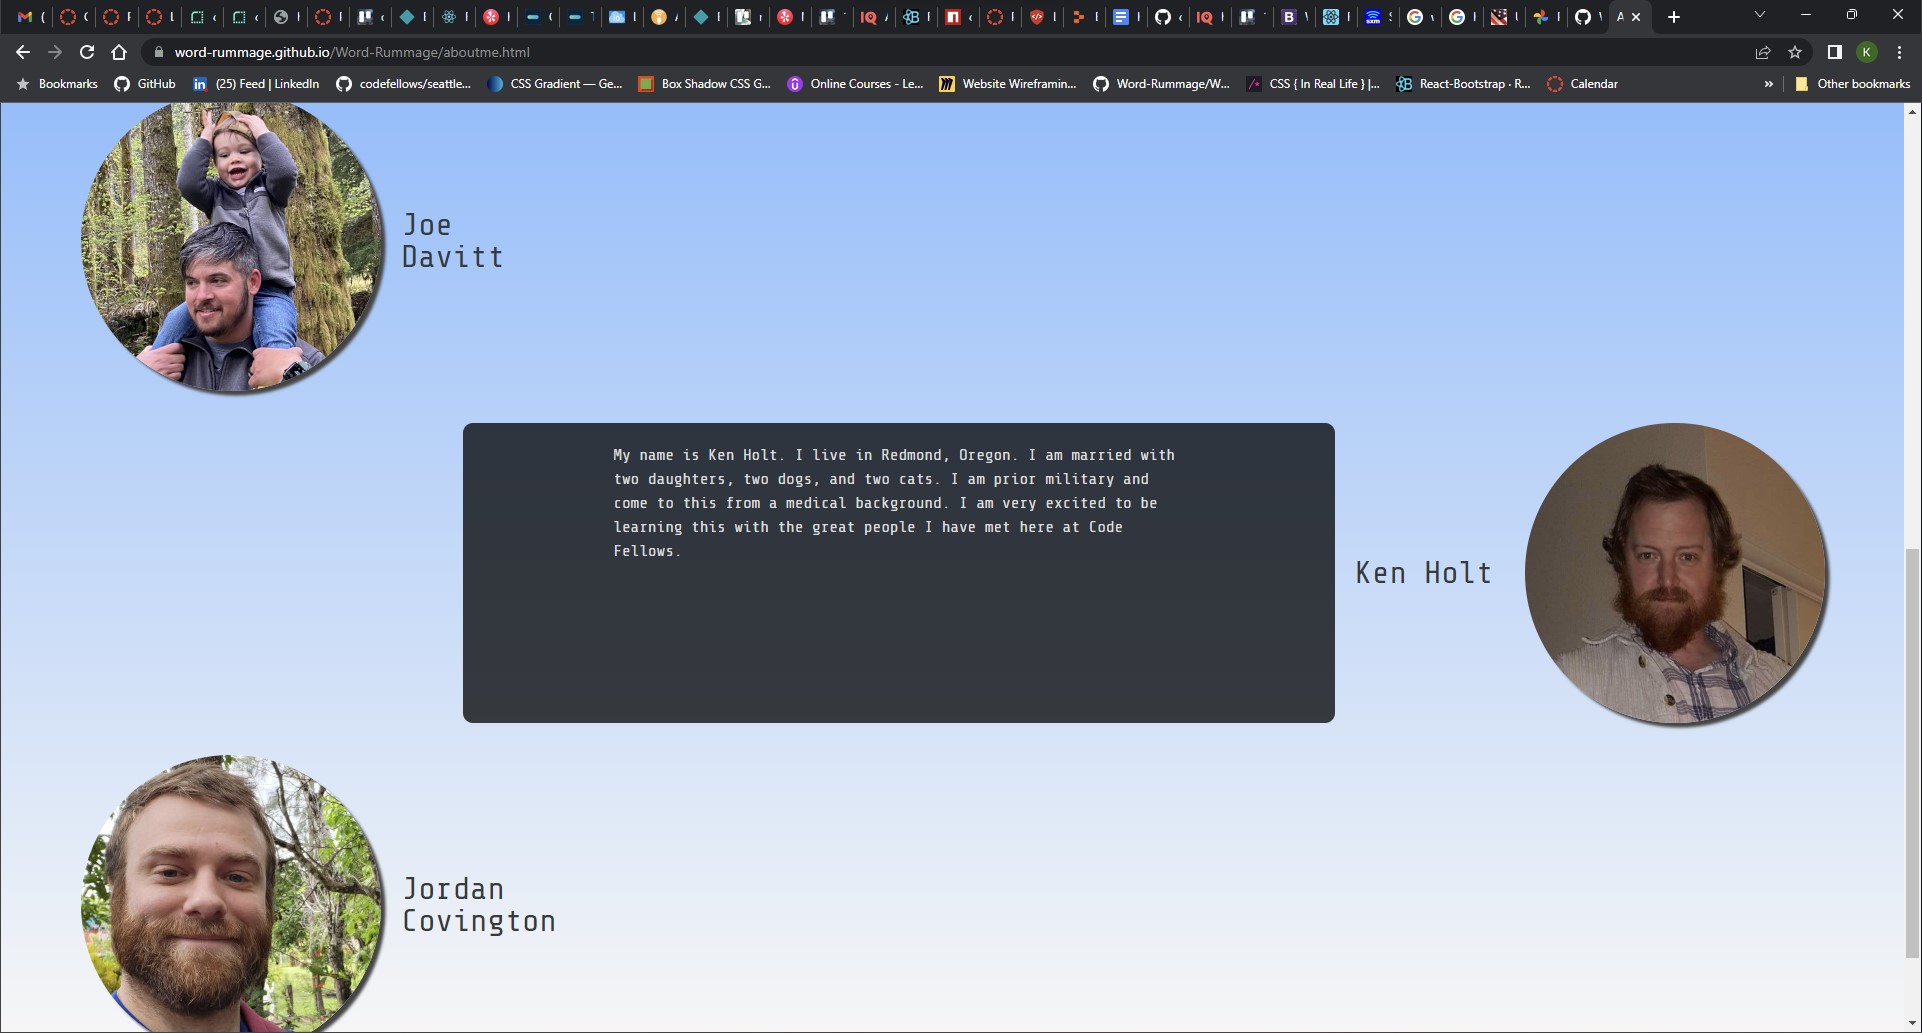 word-rummage.github.io/Word-Rummage/aboutme.html
K
Bookmarks
GitHub
(25) Feed | LinkedIn
codefellows/seattle...
CSS Gradient — Ge...
Box Shadow CSS G...
Online Courses - Le...
Website Wireframin...
Word-Rummage/W...
CSS { In Real Life } |...
React-Bootstrap · R...
Calendar
»
Other bookmarks
Joe
Davitt
My name is Ken Holt. I live in Redmond, Oregon. I am married with
two daughters, two dogs, and two cats. I am prior military and
come to this from a medical background. I am very excited to be
learning this with the great people I have met here at Code
Fellows.
Ken Holt
Jordan
Covington